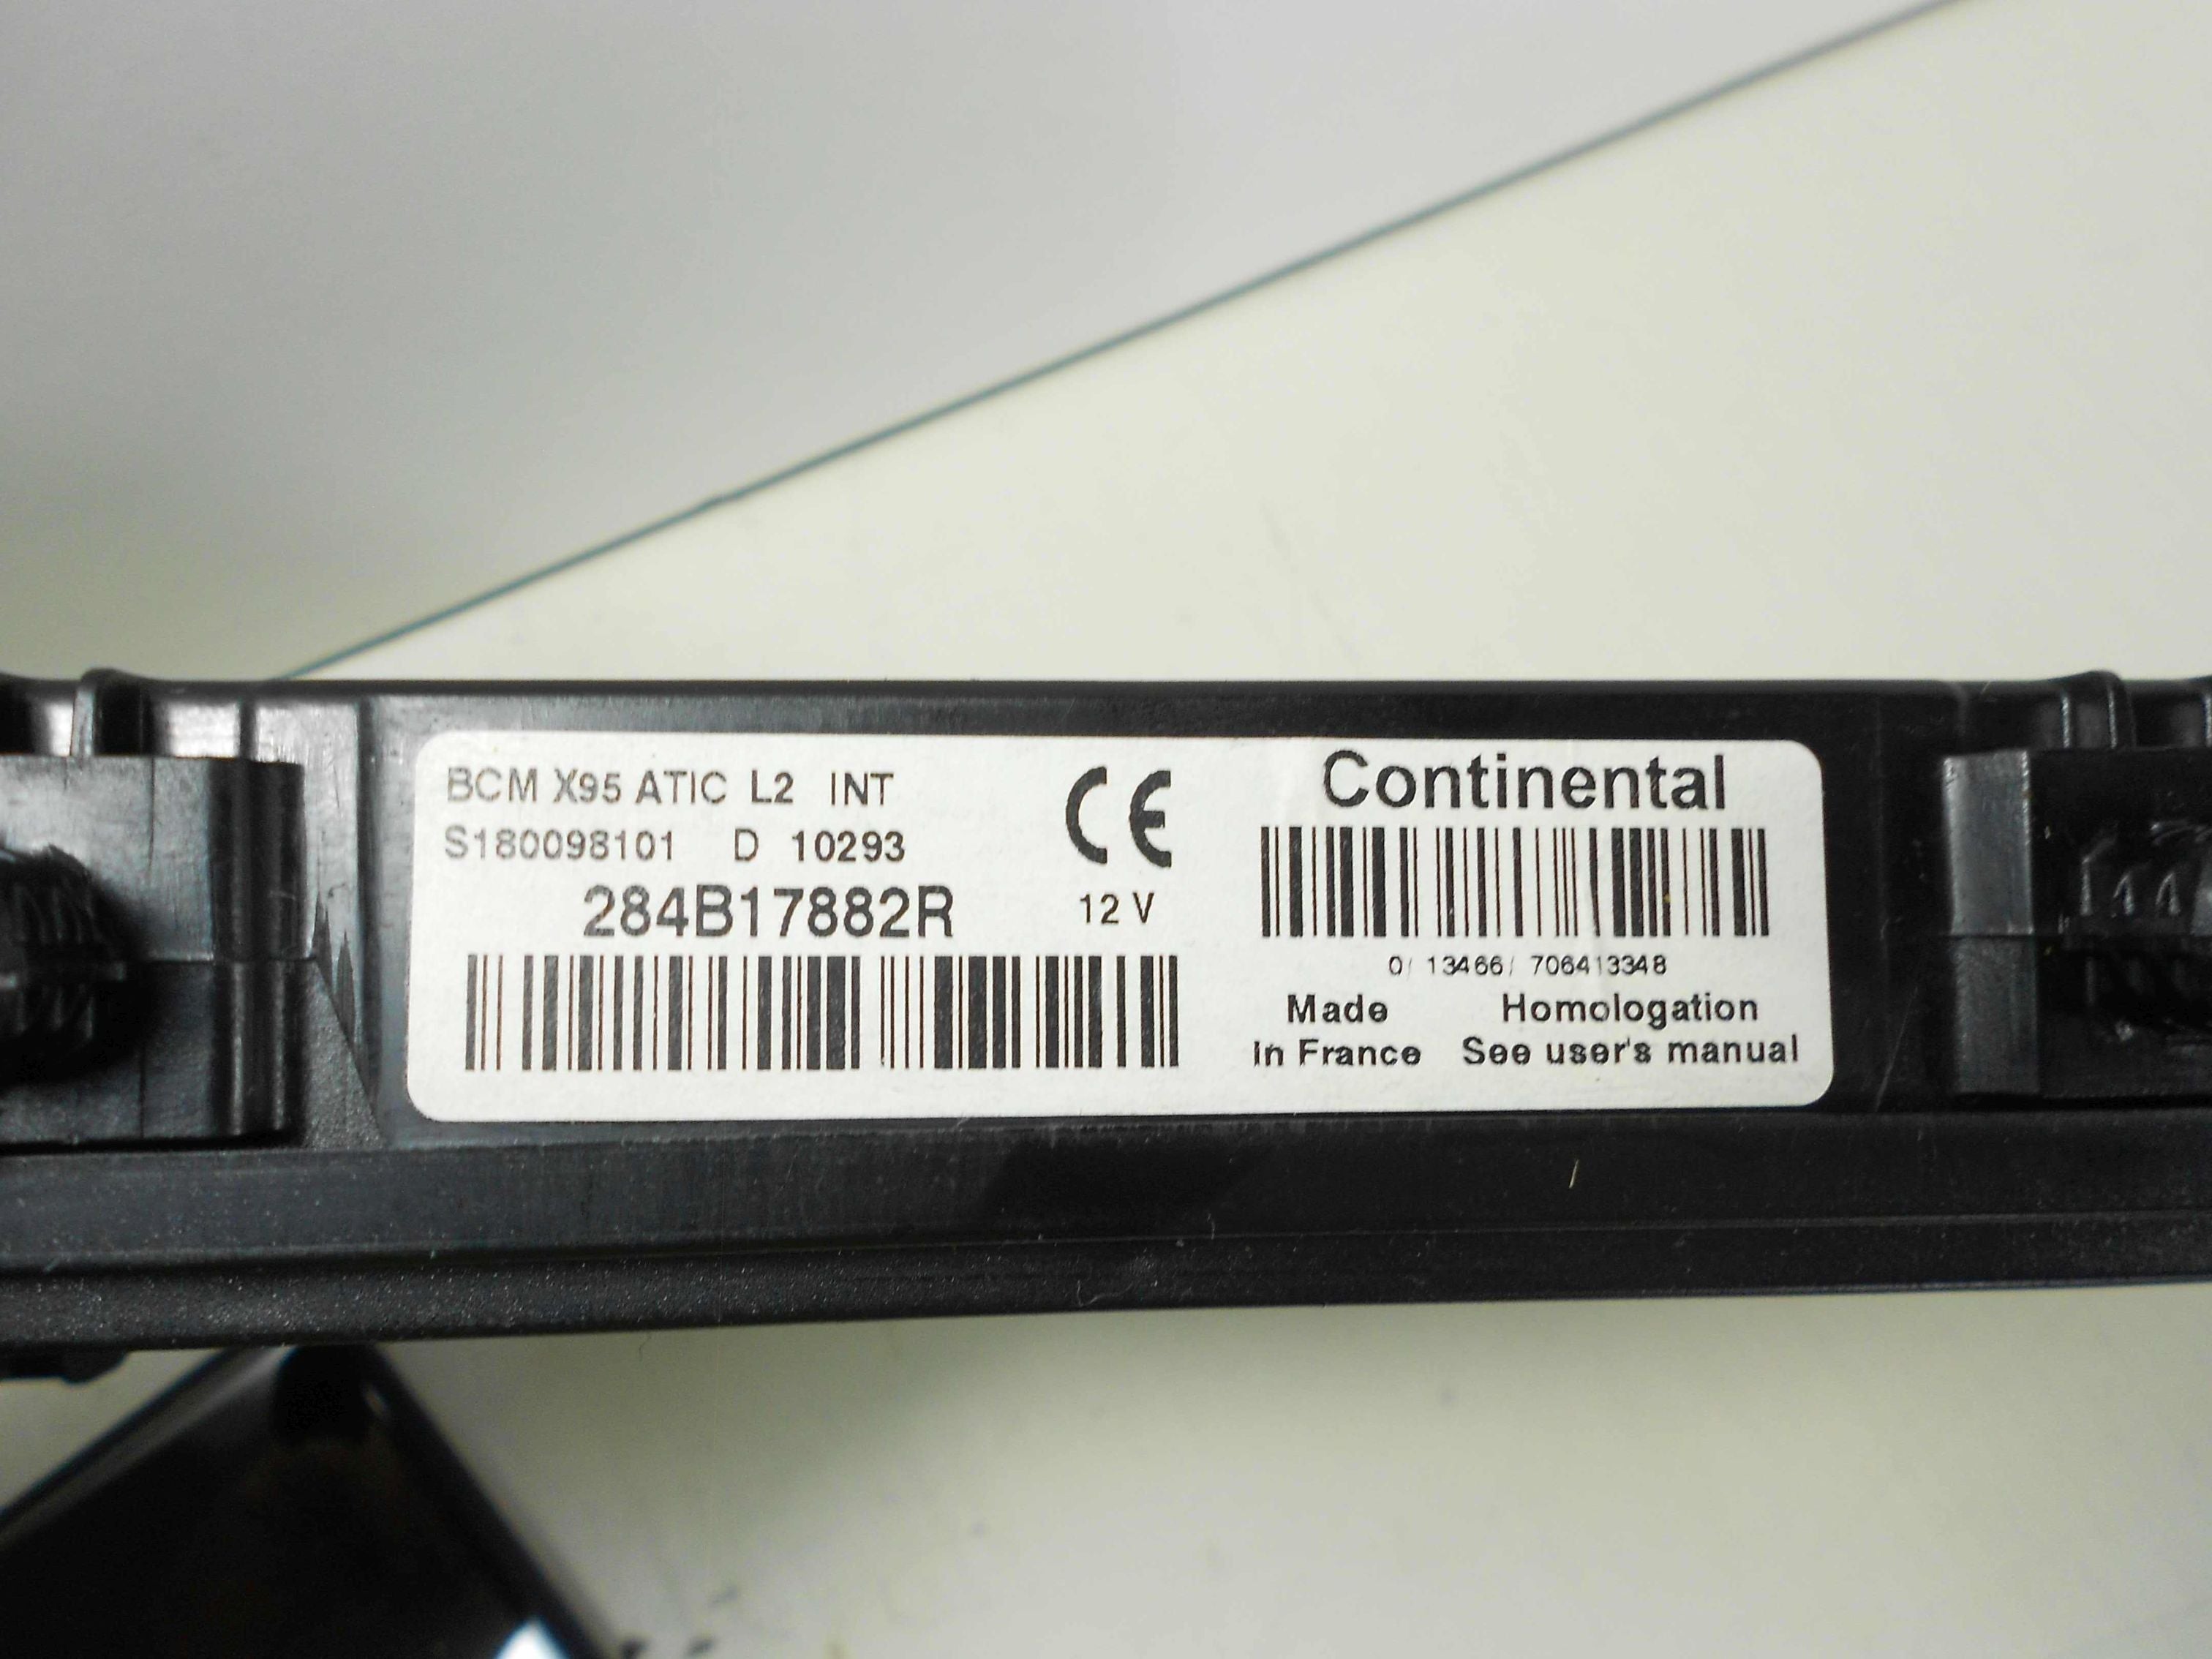 BCM X95 ATIC L2 INT
S180098101 D 10293
284B17882R
CE
12 V
Continental
0/ 13466/ 706413348
Made
in France
Homologation
See user's manual